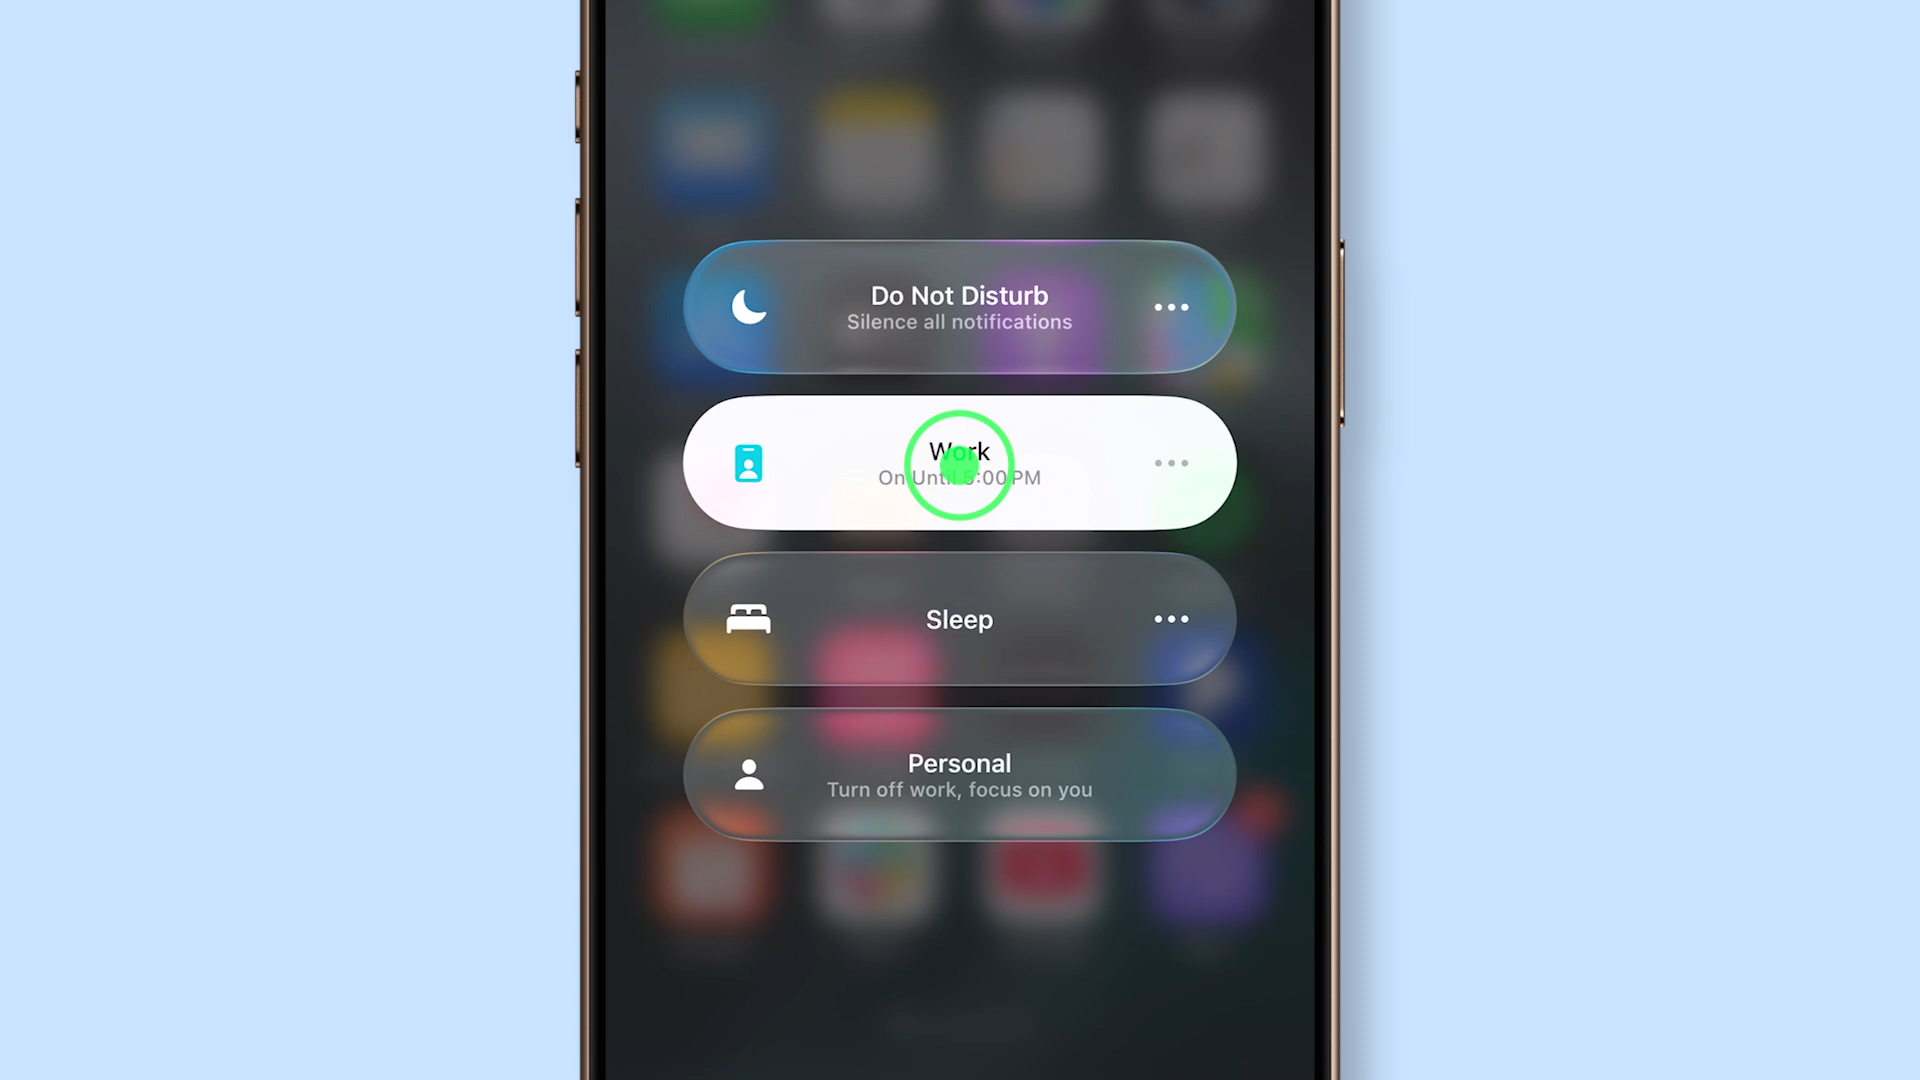 Do Not Disturb
Silence all notifications
Work
On Until 5:00 PM
Sleep
Personal
Turn off work, focus on you